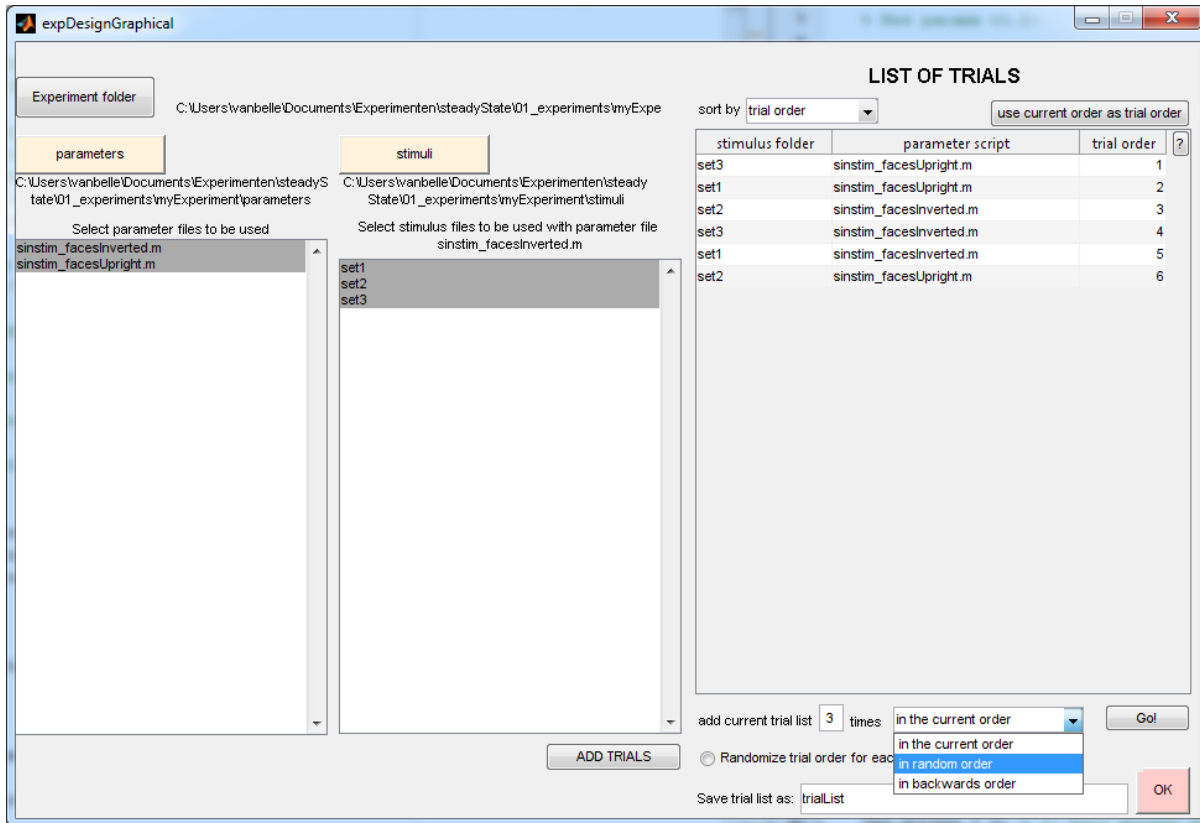 expDesignGraphical
Experiment folder
C:\Users\vanbelle\Documents\Experimenten\steadyState\01_experiments\myExpe
parameters
C:\Users\vanbelle\Documents\Experimenten\steadyS
tate\01_experiments\myExperiment\parameters
Select parameter files to be used
sinstim_facesInverted.m
sinstim_facesUpright.m
stimuli
C:\Users\vanbelle\Documents\Experimenten\steady
State\01_experiments\myExperiment\stimuli
Select stimulus files to be used with parameter file
sinstim_facesInverted.m
set1
set2
set3
ADD TRIALS
LIST OF TRIALS
sort by trial order
use current order as trial order
stimulus folder parameter script trial order ?
set3 sinstim_facesUpright.m 1
set1 sinstim_facesUpright.m 2
set2 sinstim_facesInverted.m 3
set3 sinstim_facesInverted.m 4
set1 sinstim_facesInverted.m 5
set2 sinstim_facesUpright.m 6
add current trial list 3 times in the current order Go!
in the current order
Randomize trial order for eac in random order
in backwards order
Save trial list as: trialList
OK